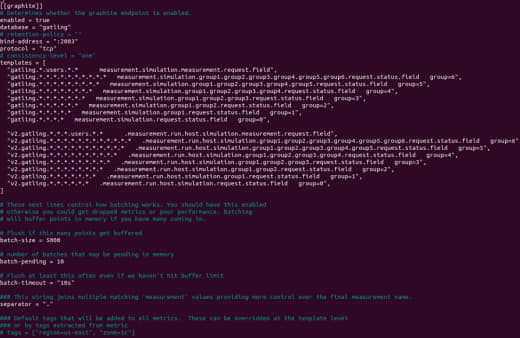 [[graphite]]
# Determines whether the graphite endpoint is enabled.
enabled = true
database = "gatling"
# retention-policy = ""
bind-address = ":2003"
protocol = "tcp"
# consistency-level = "one"
templates = [
"gatling.*.users.*.* measurement.simulation.measurement.request.field",
"gatling.*.*.*.*.*.*.*.*.* measurement.simulation.group1.group2.group3.group4.group5.group6.request.status.field group=6",
"gatling.*.*.*.*.*.*.*.* measurement.simulation.group1.group2.group3.group4.group5.request.status.field group=5",
"gatling.*.*.*.*.*.*.* measurement.simulation.group1.group2.group3.group4.request.status.field group=4",
"gatling.*.*.*.*.*.* measurement.simulation.group1.group2.group3.request.status.field group=3",
"gatling.*.*.*.*.* measurement.simulation.group1.group2.request.status.field group=2",
"gatling.*.*.*.* measurement.simulation.group1.request.status.field group=1",
"gatling.*.*.* measurement.simulation.request.status.field group=0",
"v2.gatling.*.*.*.users.*.* .measurement.run.host.simulation.measurement.request.field",
"v2.gatling.*.*.*.*.*.*.*.*.*.*.* .measurement.run.host.simulation.group1.group2.group3.group4.group5.group6.request.status.field group=6
"v2.gatling.*.*.*.*.*.*.*.*.*.* .measurement.run.host.simulation.group1.group2.group3.group4.group5.request.status.field group=5",
"v2.gatling.*.*.*.*.*.*.*.*.* .measurement.run.host.simulation.group1.group2.group3.group4.request.status.field group=4",
"v2.gatling.*.*.*.*.*.*.*.* .measurement.run.host.simulation.group1.group2.group3.request.status.field group=3",
"v2.gatling.*.*.*.*.*.*.* .measurement.run.host.simulation.group1.group2.request.status.field group=2",
"v2.gatling.*.*.*.*.*.* .measurement.run.host.simulation.group1.request.status.field group=1",
"v2.gatling.*.*.*.*.* .measurement.run.host.simulation.request.status.field group=0",
]
# These next lines control how batching works. You should have this enabled
# otherwise you could get dropped metrics or poor performance. Batching
# will buffer points in memory if you have many coming in.
# Flush if this many points get buffered
batch-size = 5000
# number of batches that may be pending in memory
batch-pending = 10
# Flush at least this often even if we haven't hit buffer limit
batch-timeout = "10s"
### This string joins multiple matching 'measurement' values providing more control over the final measurement name.
separator =
### Default tags that will be added to all metrics. These can be overridden at the template level
### or by tags extracted from metric
# tags = ["region=us-east", "zone=1c"]